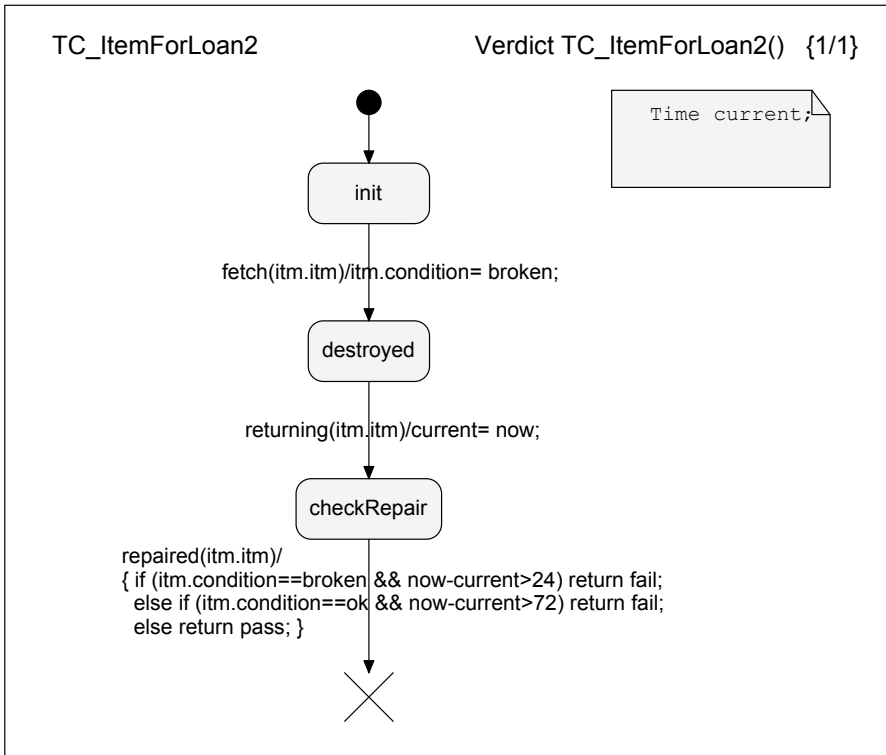 TC_ItemForLoan2
Verdict TC_ItemForLoan2() {1/1}
Time current;
init
fetch(itm.itm)/itm.condition= broken;
destroyed
returning(itm.itm)/current= now;
checkRepair
repaired(itm.itm)/
{ if (itm.condition==broken && now-current>24) return fail;
else if (itm.condition==ok && now-current>72) return fail;
else return pass; }